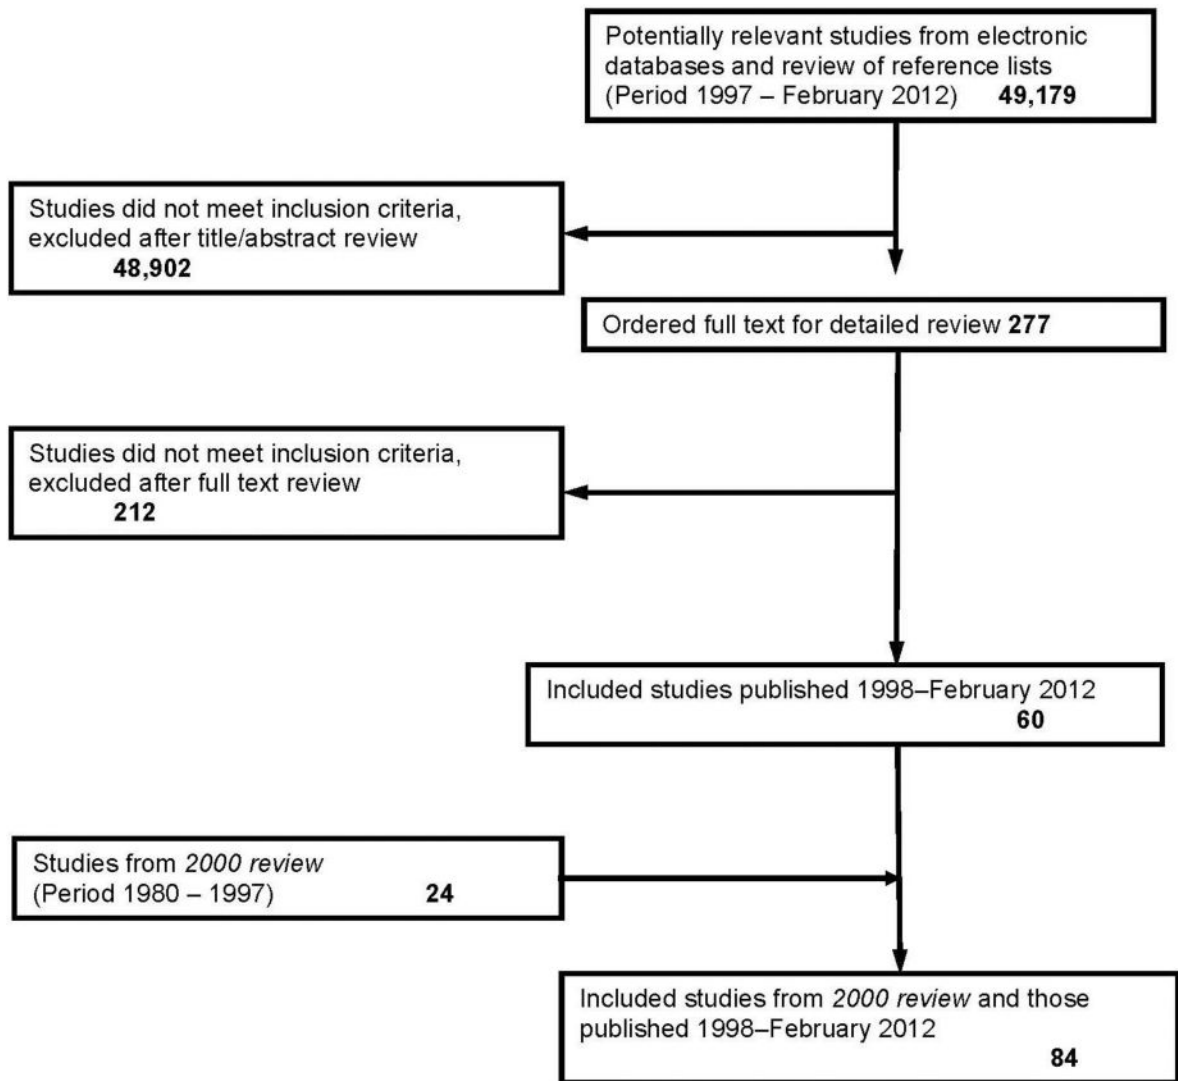 Potentially relevant studies from electronic
databases and review of reference lists
(Period 1997 – February 2012) 49,179
Studies did not meet inclusion criteria,
excluded after title/abstract review
48,902
Ordered full text for detailed review 277
Studies did not meet inclusion criteria,
excluded after full text review
212
Included studies published 1998–February 2012
60
Studies from 2000 review
(Period 1980 – 1997) 24
Included studies from 2000 review and those
published 1998–February 2012
84